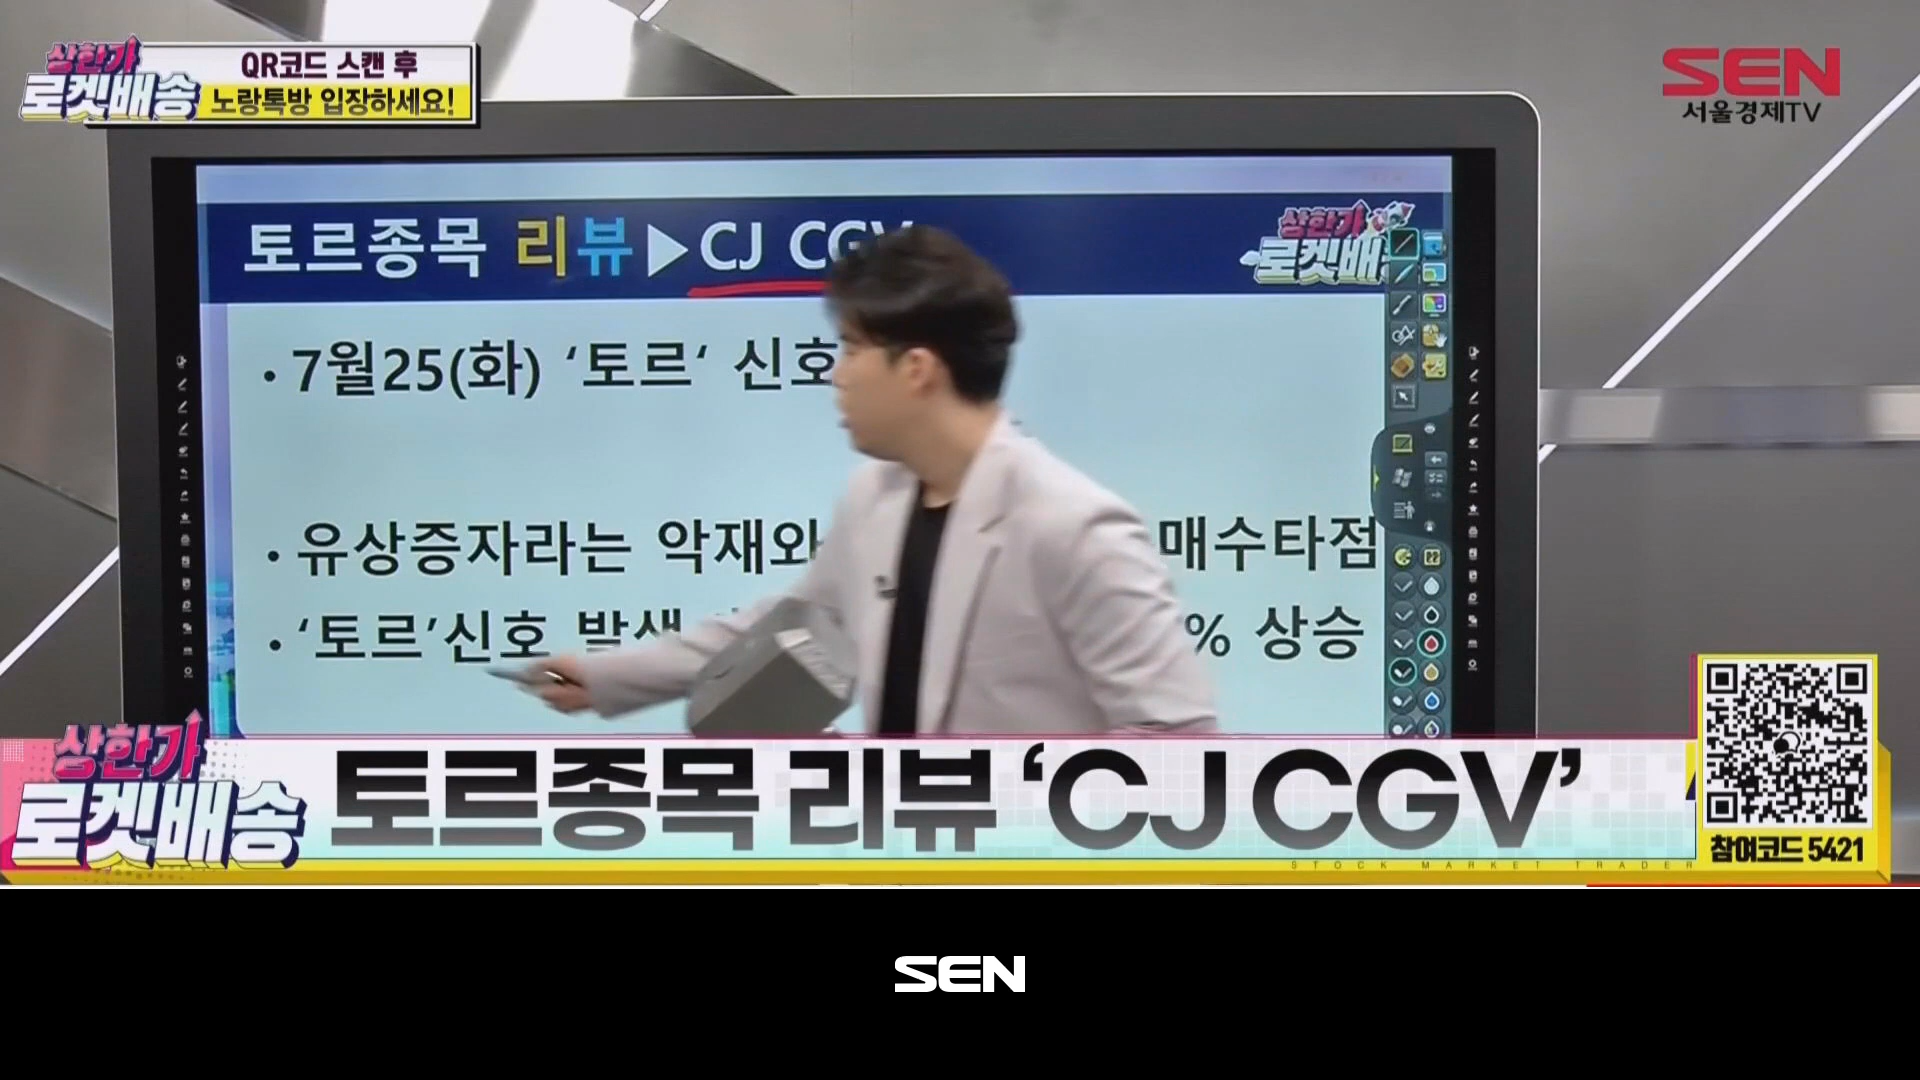 상한가
로켓배송
QR코드 스캔 후
노랑톡방 입장하세요!
SEN
서울경제TV
토르종목 리뷰▶CJ CGV
상한가
로켓배
• 7월25(화) ‘토르‘ 신호
• 유상증자라는 악재와 매수타점
• ‘토르’신호 발생 % 상승
상한가
로켓배송
토르종목 리뷰 ‘CJ CGV’
STOCK MARKET TRADER
참여코드 5421
SEN